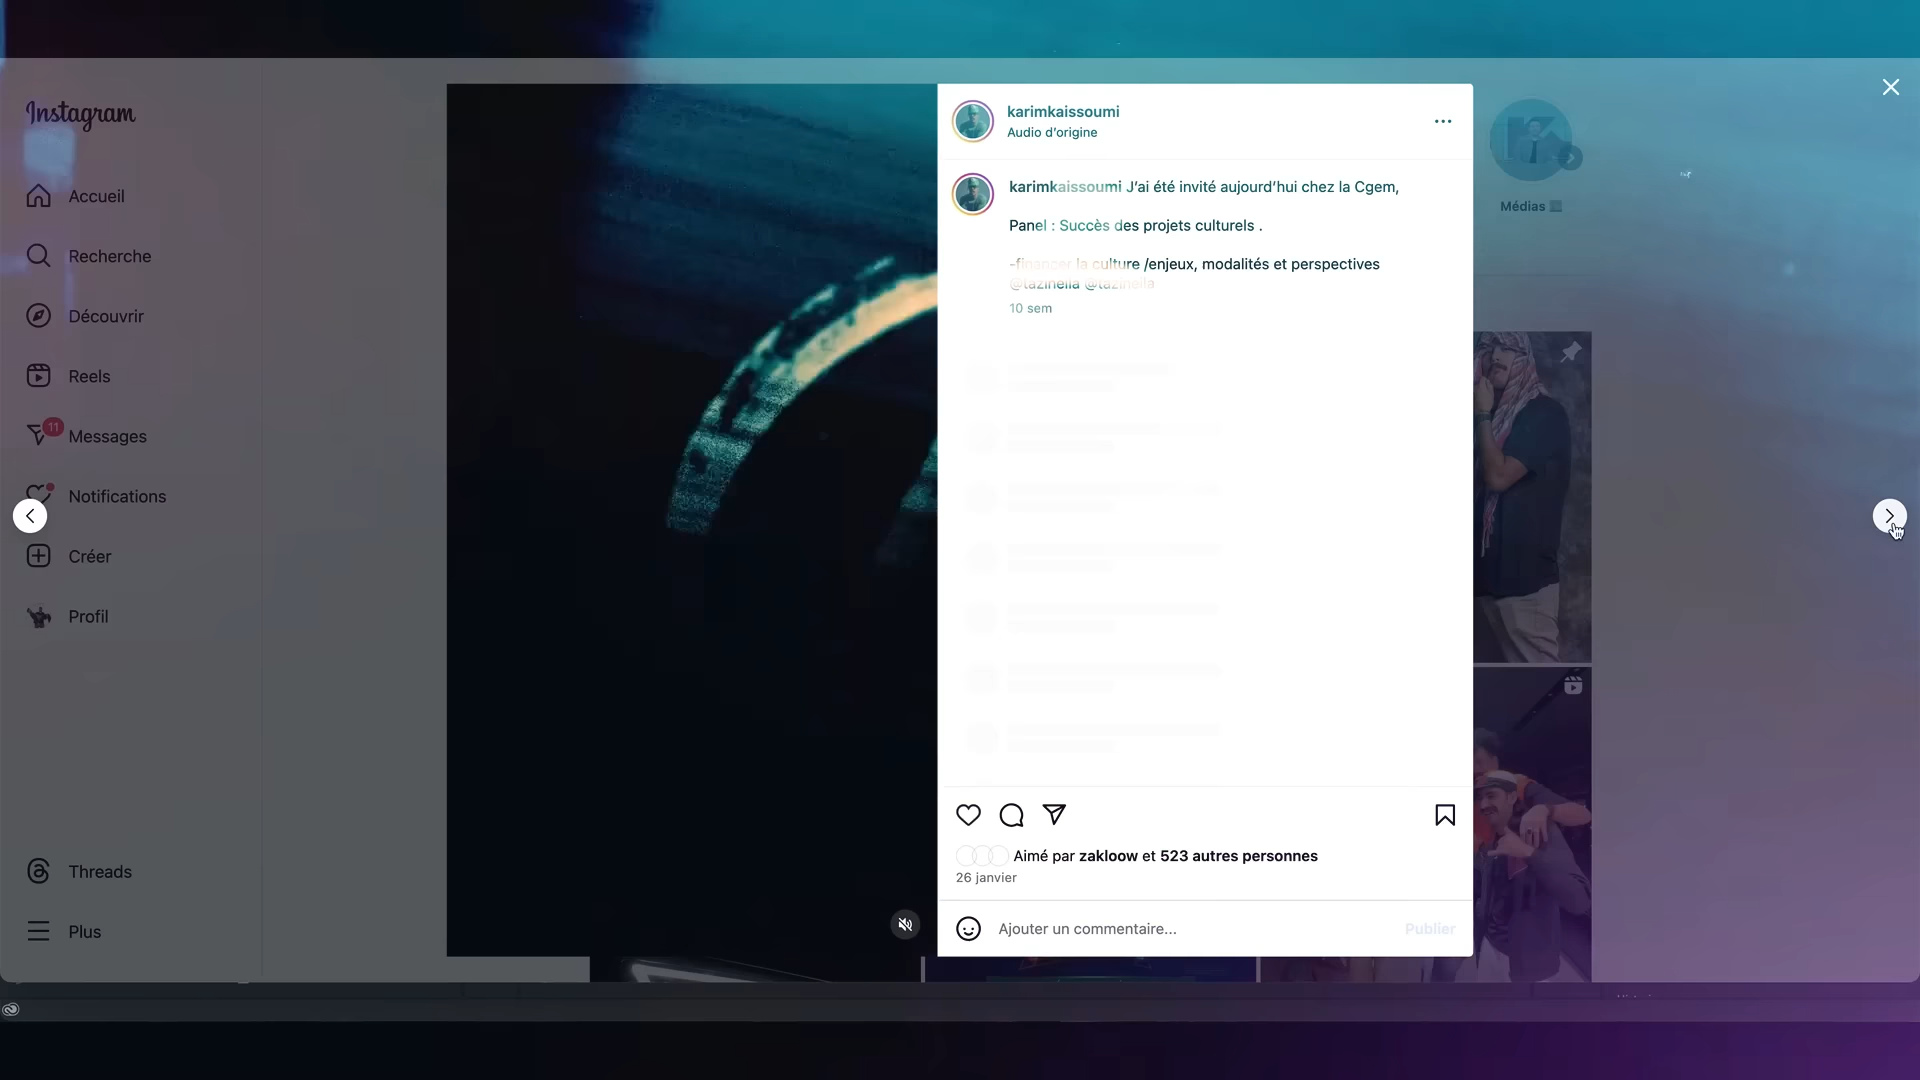 Instagram
Accueil
Recherche
Découvrir
Reels
11
Messages
Notifications
Créer
Profil
Threads
Plus
karimkaissoumi
Audio d'origine
karimkaissoumi J'ai été invité aujourd'hui chez la Cgem,
Panel : Succès des projets culturels .
-financer la culture /enjeux, modalités et perspectives
@tazineila @tazineila
10 sem
Aimé par zakloow et 523 autres personnes
26 janvier
Ajouter un commentaire...
Publier
Médias